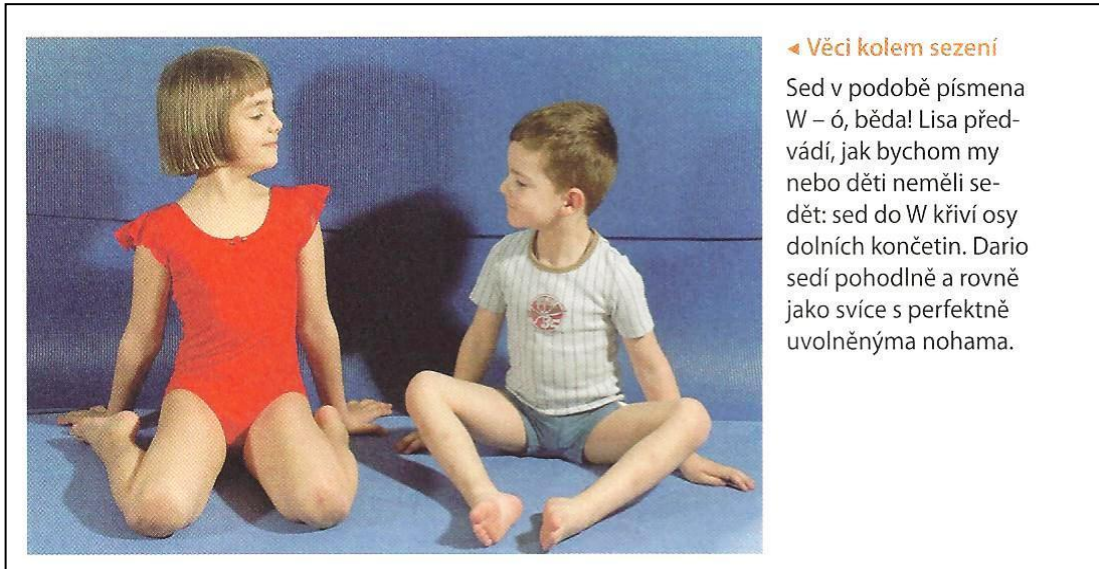 ◂ Věci kolem sezení
Sed v podobě písmena
W – ó, běda! Lisa před-
vádí, jak bychom my
nebo děti neměli se-
dět: sed do W křiví osy
dolních končetin. Dario
sedí pohodlně a rovně
jako svíce s perfektně
uvolněnýma nohama.